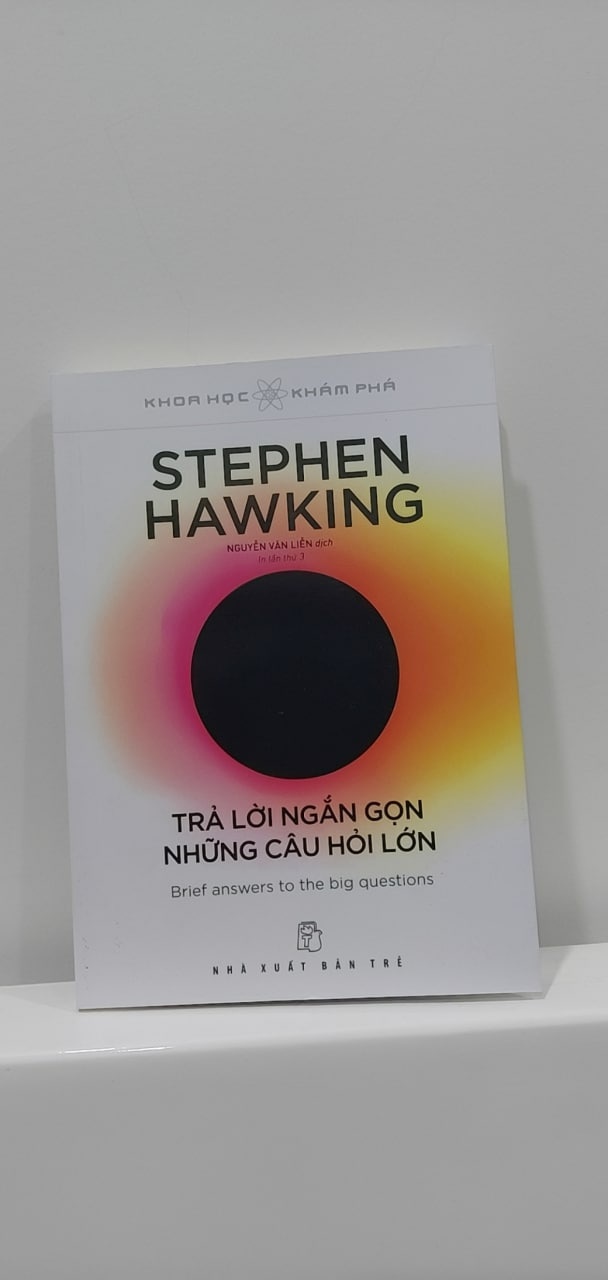 KHOA HỌC KHÁM PHÁ
STEPHEN
HAWKING
NGUYỄN VĂN LIỄN dịch
In lần thứ 3
TRẢ LỜI NGẮN GỌN
NHỮNG CÂU HỎI LỚN
Brief answers to the big questions
NHÀ XUẤT BẢN TRẺ